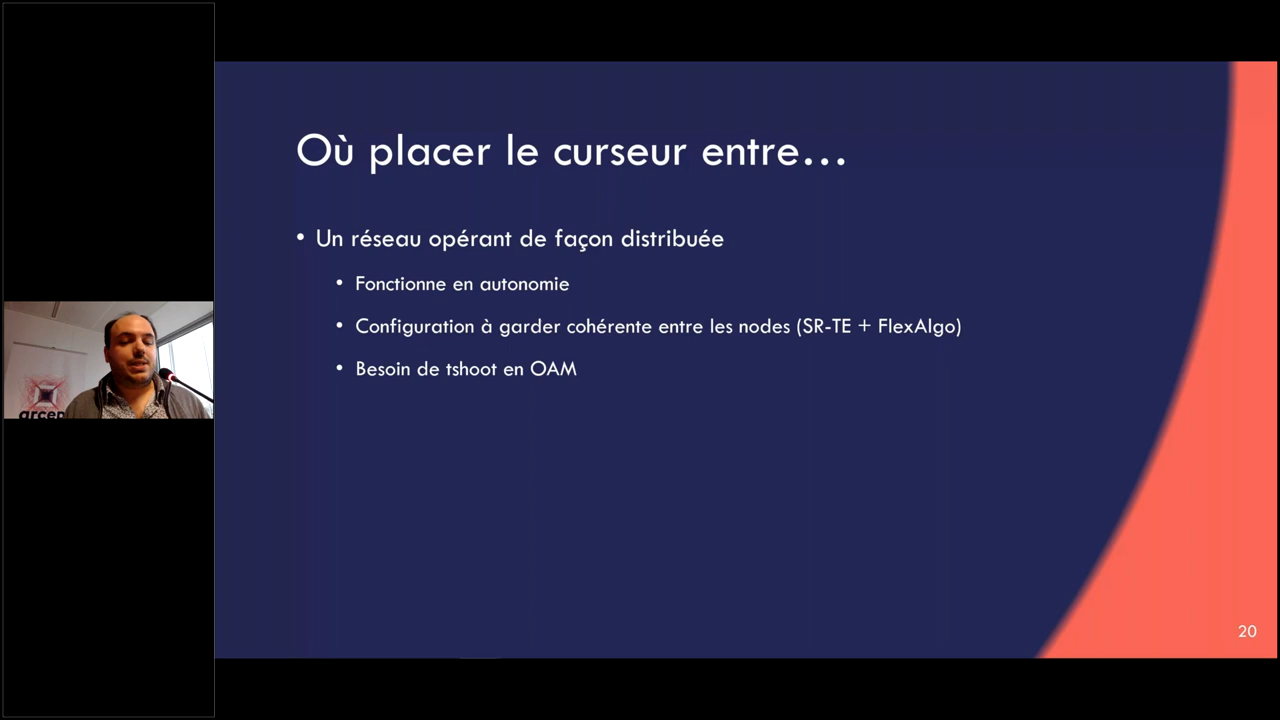 Où placer le curseur entre...
• Un réseau opérant de façon distribuée
• Fonctionne en autonomie
• Configuration à garder cohérente entre les nodes (SR-TE + FlexAlgo)
• Besoin de tshoot en OAM
arcep
20